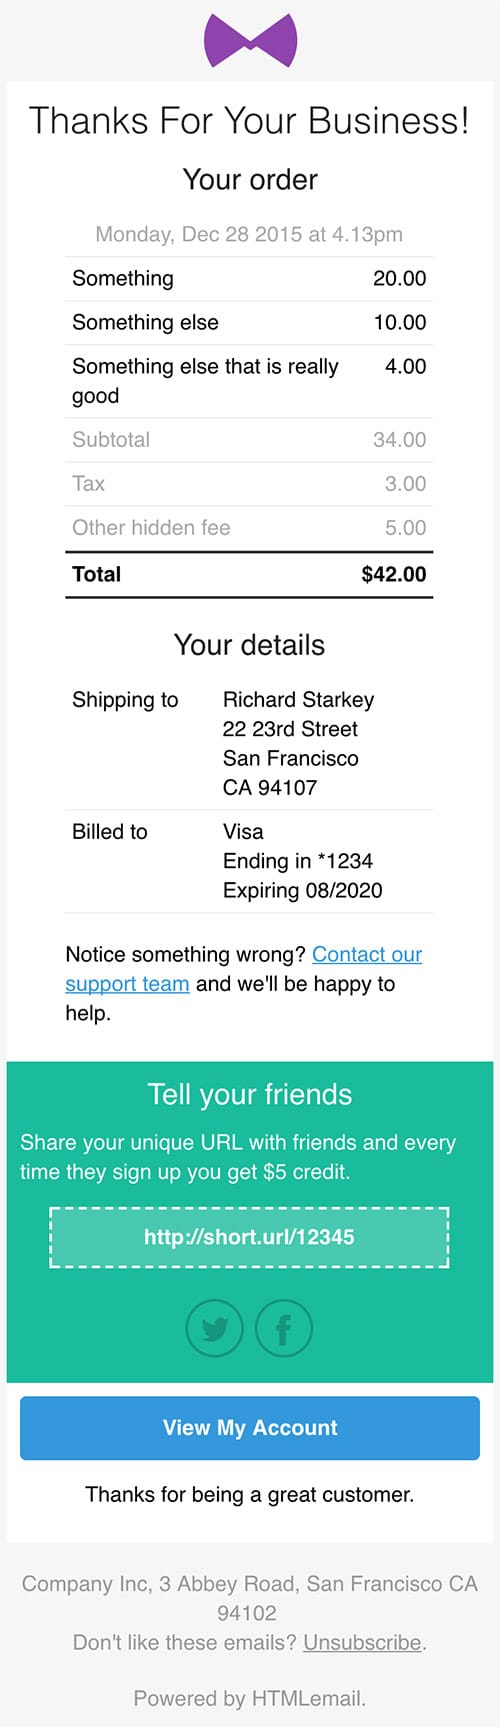 Thanks For Your Business!
Your order
Monday, Dec 28 2015 at 4.13pm
Something 20.00
Something else 10.00
Something else that is really 4.00
good
Subtotal 34.00
Tax 3.00
Other hidden fee 5.00
Total $42.00
Your details
Shipping to Richard Starkey
22 23rd Street
San Francisco
CA 94107
Billed to Visa
Ending in *1234
Expiring 08/2020
Notice something wrong? Contact our
support team and we'll be happy to
help.
Tell your friends
Share your unique URL with friends and every
time they sign up you get $5 credit.
http://short.url/12345
View My Account
Thanks for being a great customer.
Company Inc, 3 Abbey Road, San Francisco CA
94102
Don't like these emails? Unsubscribe.
Powered by HTMLemail.